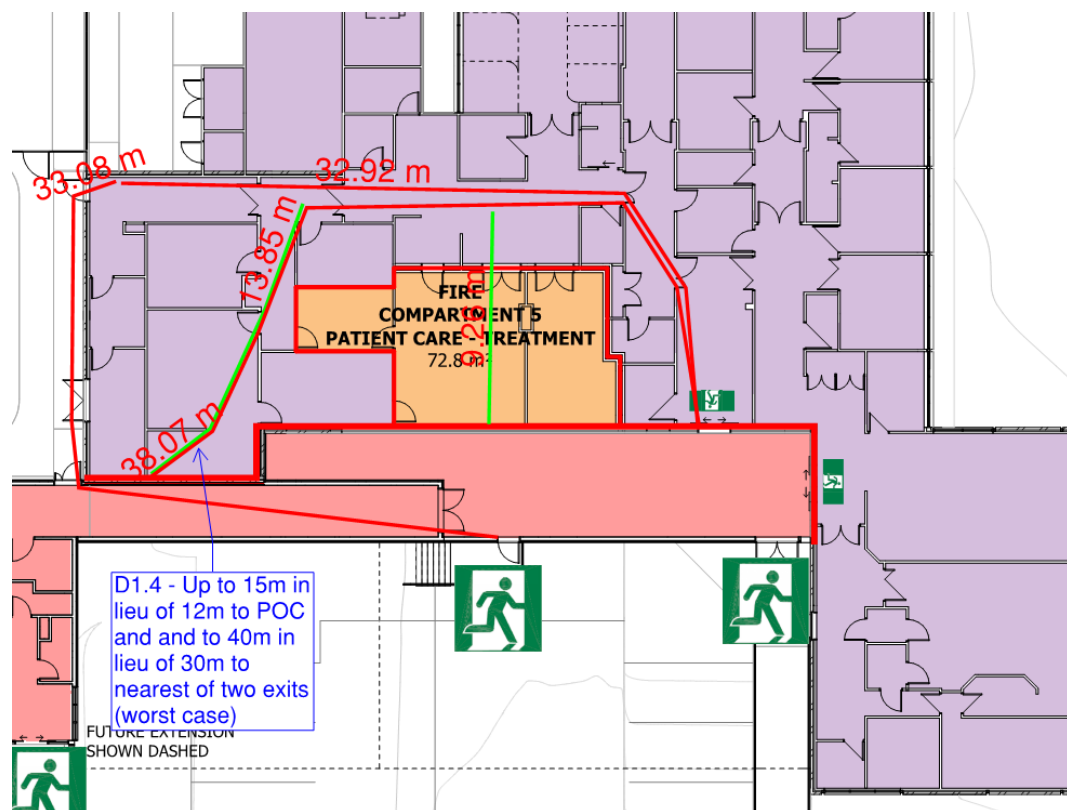 33.08 m
32.92 m
13.85 m
9.26 m
38.07 m
FIRE
COMPARTMENT 5
PATIENT CARE - TREATMENT
72.8 m²
D1.4 - Up to 15m in
lieu of 12m to POC
and and to 40m in
lieu of 30m to
nearest of two exits
(worst case)
FUTURE EXTENSION
SHOWN DASHED